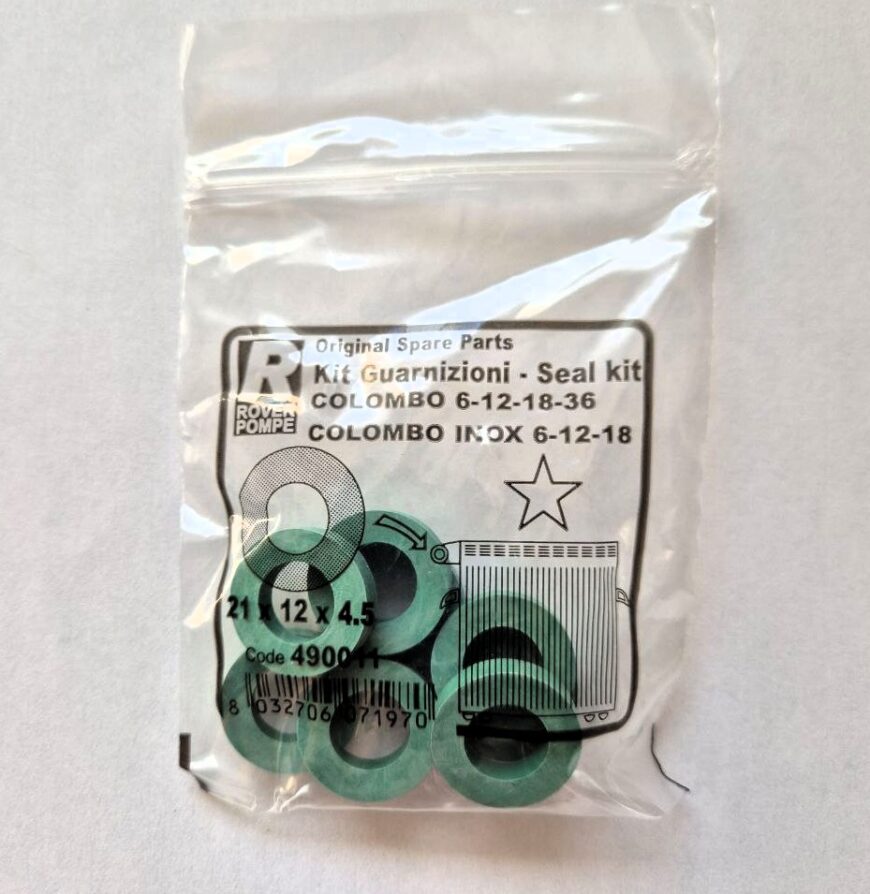 R
ROVER
POMPE
Original Spare Parts
Kit Guarnizioni - Seal kit
COLOMBO 6-12-18-36
COLOMBO INOX 6-12-18
21 x 12 x 4.5
Code 490011
8 032706 071970